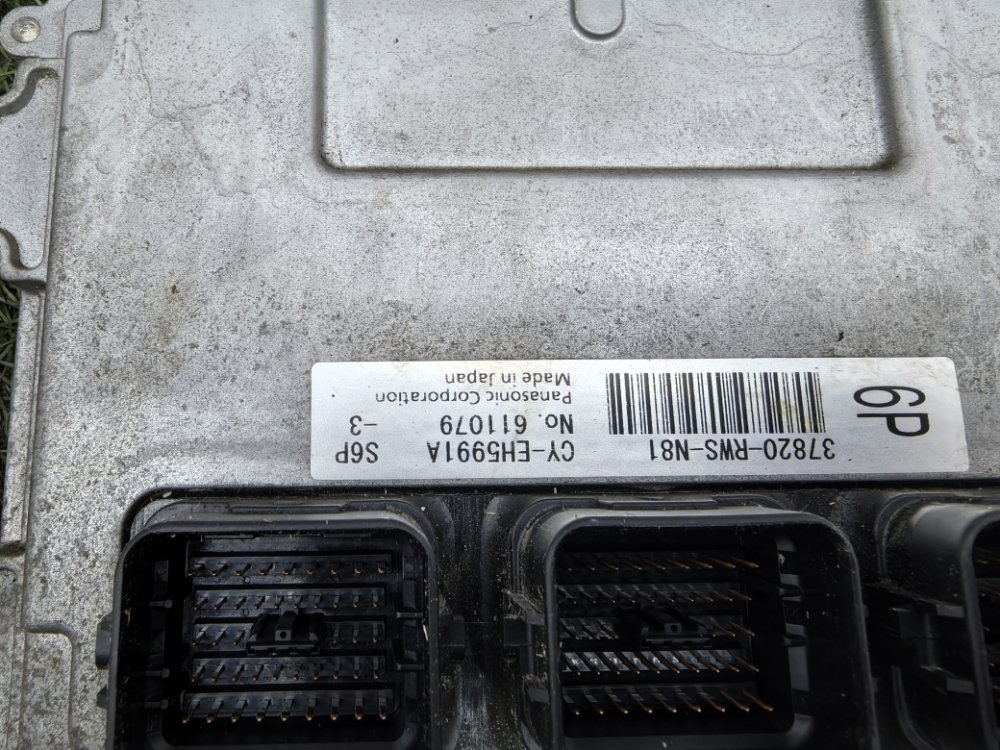 6P
37820-RWS-N81
CY-EH5991A S6P
No. 611079 -3
Panasonic Corporation
Made in Japan